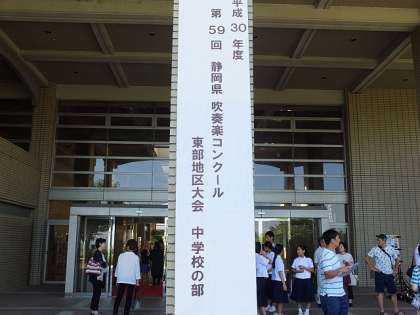 平成30年度
第59回 静岡県 吹奏楽コンクール
東部地区大会 中学校の部